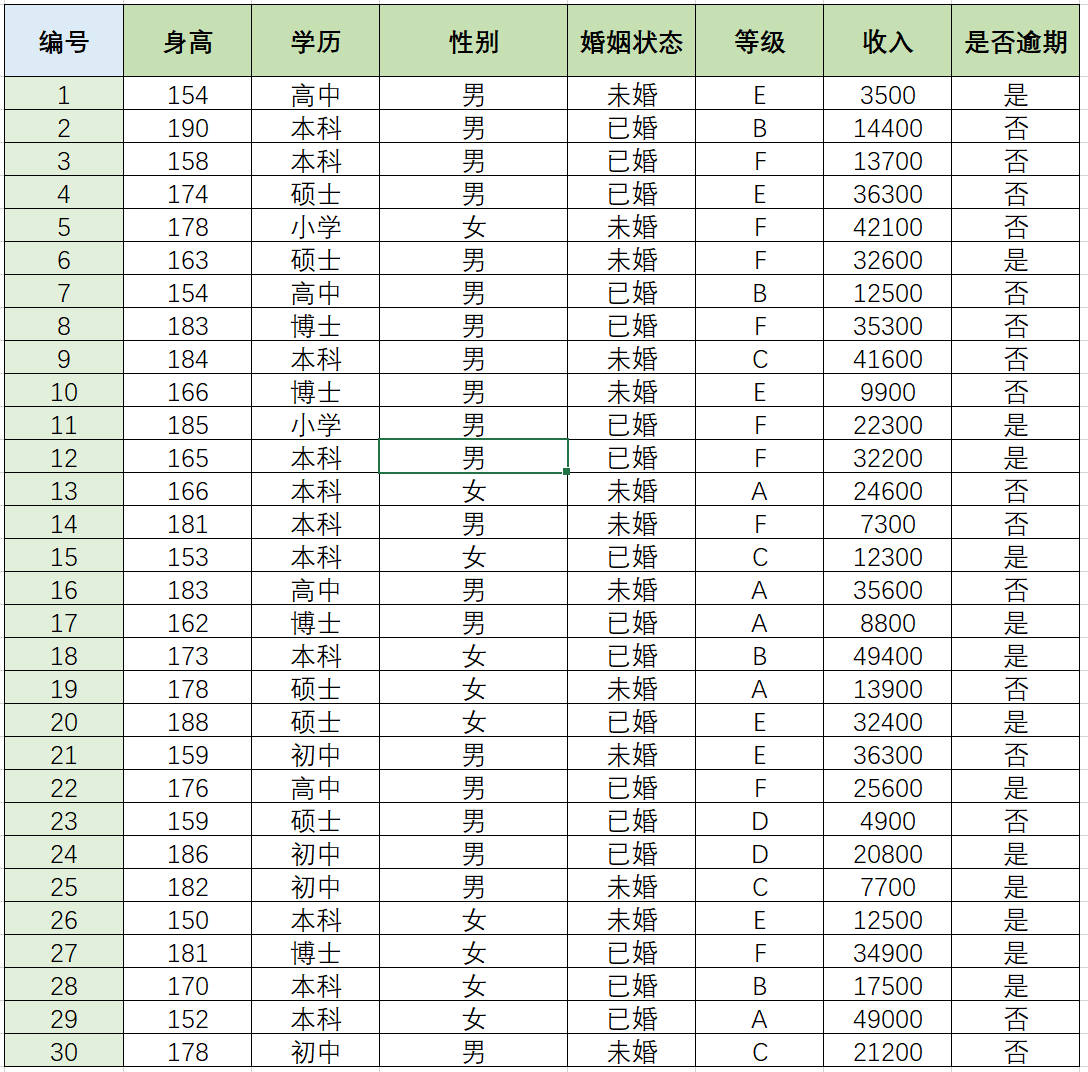 编号 身高 学历 性别 婚姻状态 等级 收入 是否逾期
1 154 高中 男 未婚 E 3500 是
2 190 本科 男 已婚 B 14400 否
3 158 本科 男 已婚 F 13700 否
4 174 硕士 男 已婚 E 36300 否
5 178 小学 女 未婚 F 42100 否
6 163 硕士 男 未婚 F 32600 是
7 154 高中 男 已婚 B 12500 否
8 183 博士 男 已婚 F 35300 否
9 184 本科 男 未婚 C 41600 否
10 166 博士 男 未婚 E 9900 否
11 185 小学 男 已婚 F 22300 是
12 165 本科 男 已婚 F 32200 是
13 166 本科 女 未婚 A 24600 否
14 181 本科 男 未婚 F 7300 否
15 153 本科 女 已婚 C 12300 是
16 183 高中 男 未婚 A 35600 否
17 162 博士 男 已婚 A 8800 是
18 173 本科 女 已婚 B 49400 是
19 178 硕士 女 未婚 A 13900 否
20 188 硕士 女 已婚 E 32400 是
21 159 初中 男 未婚 E 36300 否
22 176 高中 男 已婚 F 25600 是
23 159 硕士 男 已婚 D 4900 否
24 186 初中 男 已婚 D 20800 是
25 182 初中 男 未婚 C 7700 是
26 150 本科 女 未婚 E 12500 是
27 181 博士 女 已婚 F 34900 是
28 170 本科 女 已婚 B 17500 是
29 152 本科 女 已婚 A 49000 否
30 178 初中 男 未婚 C 21200 否